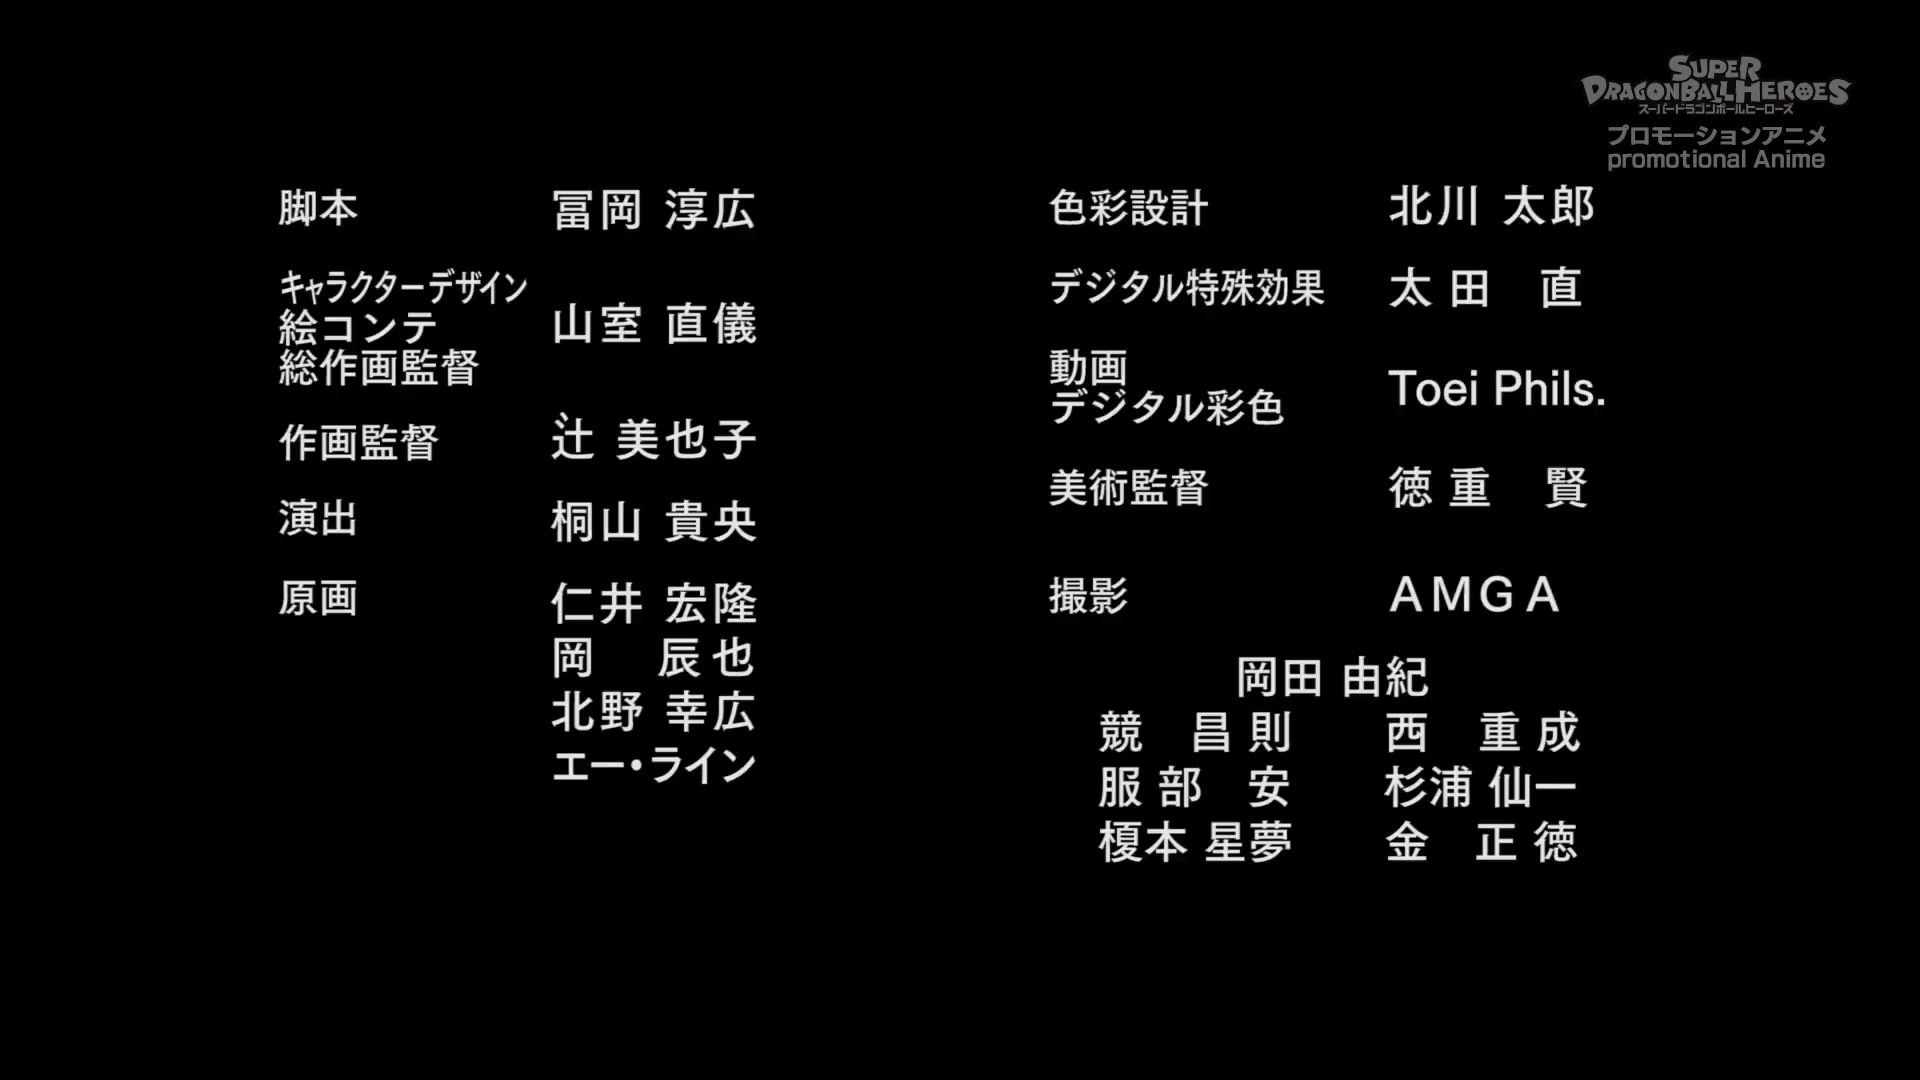 SUPER
DRAGONBALL HEROES
スーパードラゴンボールヒーローズ
プロモーションアニメ
promotional Anime
脚本 冨岡 淳広
キャラクターデザイン
絵コンテ 山室 直儀
総作画監督
作画監督 辻 美也子
演出 桐山 貴央
原画 仁井 宏隆
岡 辰也
北野 幸広
エー・ライン
色彩設計 北川 太郎
デジタル特殊効果 太田 直
動画
デジタル彩色 Toei Phils.
美術監督 徳重 賢
撮影 AMGA
岡田 由紀
競 昌則 西 重成
服部 安 杉浦 仙一
榎本 星夢 金 正徳